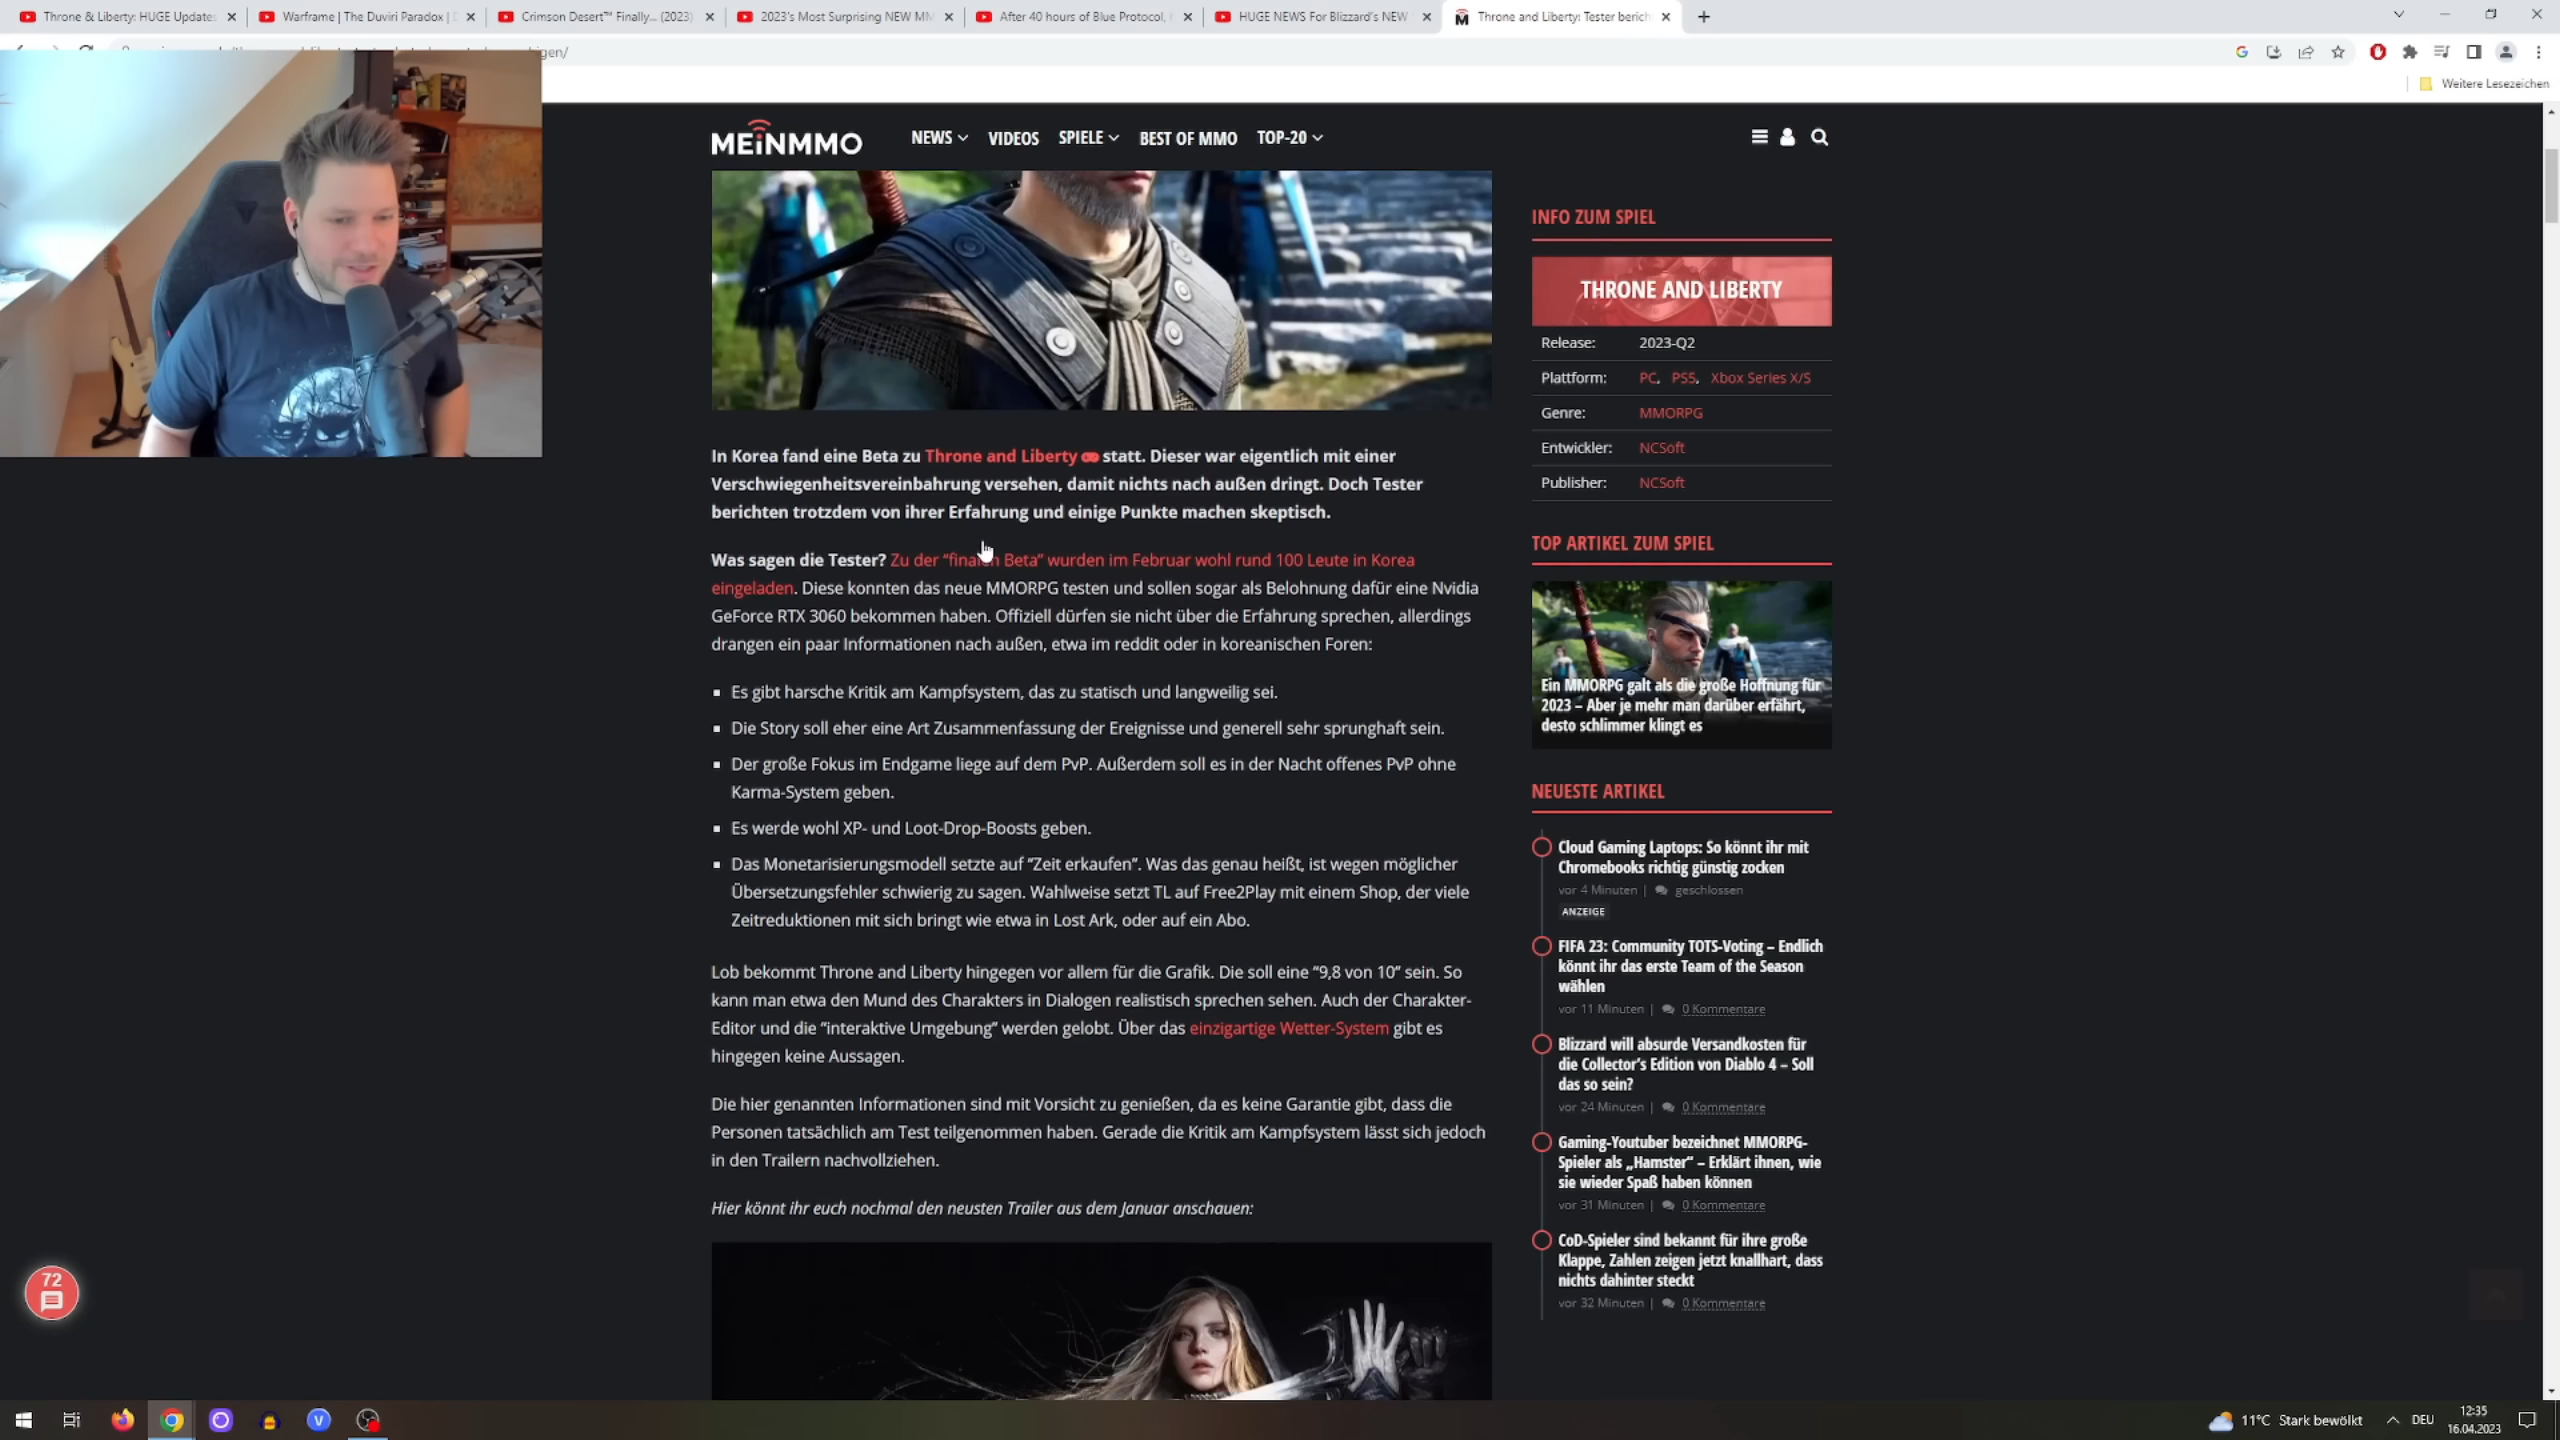 Throne & Liberty: HUGE Updates
Warframe | The Duviri Paradox |
Crimson Desert™ Finally... (2023)
2023's Most Surprising NEW MM
After 40 hours of Blue Protocol,
HUGE NEWS For Blizzard's NEW
Throne and Liberty: Tester berich
igen/
Weitere Lesezeichen
MEiNMMO
NEWS
VIDEOS
SPIELE
BEST OF MMO
TOP-20
In Korea fand eine Beta zu Throne and Liberty statt. Dieser war eigentlich mit einer
Verschwiegenheitsvereinbahrung versehen, damit nichts nach außen dringt. Doch Tester
berichten trotzdem von ihrer Erfahrung und einige Punkte machen skeptisch.
Was sagen die Tester? Zu der “finalen Beta” wurden im Februar wohl rund 100 Leute in Korea
eingeladen. Diese konnten das neue MMORPG testen und sollen sogar als Belohnung dafür eine Nvidia
GeForce RTX 3060 bekommen haben. Offiziell dürfen sie nicht über die Erfahrung sprechen, allerdings
drangen ein paar Informationen nach außen, etwa im reddit oder in koreanischen Foren:
▪ Es gibt harsche Kritik am Kampfsystem, das zu statisch und langweilig sei.
▪ Die Story soll eher eine Art Zusammenfassung der Ereignisse und generell sehr sprunghaft sein.
▪ Der große Fokus im Endgame liege auf dem PvP. Außerdem soll es in der Nacht offenes PvP ohne
Karma-System geben.
▪ Es werde wohl XP- und Loot-Drop-Boosts geben.
▪ Das Monetarisierungsmodell setzte auf “Zeit erkaufen”. Was das genau heißt, ist wegen möglicher
Übersetzungsfehler schwierig zu sagen. Wahlweise setzt TL auf Free2Play mit einem Shop, der viele
Zeitreduktionen mit sich bringt wie etwa in Lost Ark, oder auf ein Abo.
Lob bekommt Throne and Liberty hingegen vor allem für die Grafik. Die soll eine “9,8 von 10” sein. So
kann man etwa den Mund des Charakters in Dialogen realistisch sprechen sehen. Auch der Charakter-
Editor und die “interaktive Umgebung” werden gelobt. Über das einzigartige Wetter-System gibt es
hingegen keine Aussagen.
Die hier genannten Informationen sind mit Vorsicht zu genießen, da es keine Garantie gibt, dass die
Personen tatsächlich am Test teilgenommen haben. Gerade die Kritik am Kampfsystem lässt sich jedoch
in den Trailern nachvollziehen.
Hier könnt ihr euch nochmal den neusten Trailer aus dem Januar anschauen:
INFO ZUM SPIEL
THRONE AND LIBERTY
Release: 2023-Q2
Plattform: PC, PS5, Xbox Series X/S
Genre: MMORPG
Entwickler: NCSoft
Publisher: NCSoft
TOP ARTIKEL ZUM SPIEL
Ein MMORPG galt als die große Hoffnung für
2023 – Aber je mehr man darüber erfährt,
desto schlimmer klingt es
NEUESTE ARTIKEL
Cloud Gaming Laptops: So könnt ihr mit
Chromebooks richtig günstig zocken
vor 4 Minuten | geschlossen
ANZEIGE
FIFA 23: Community TOTS-Voting – Endlich
könnt ihr das erste Team of the Season
wählen
vor 11 Minuten | 0 Kommentare
Blizzard will absurde Versandkosten für
die Collector's Edition von Diablo 4 – Soll
das so sein?
vor 24 Minuten | 0 Kommentare
Gaming-Youtuber bezeichnet MMORPG-
Spieler als „Hamster“ – Erklärt ihnen, wie
sie wieder Spaß haben können
vor 31 Minuten | 0 Kommentare
CoD-Spieler sind bekannt für ihre große
Klappe, Zahlen zeigen jetzt knallhart, dass
nichts dahinter steckt
vor 32 Minuten | 0 Kommentare
72
11°C Stark bewölkt
DEU
12:35
16.04.2023